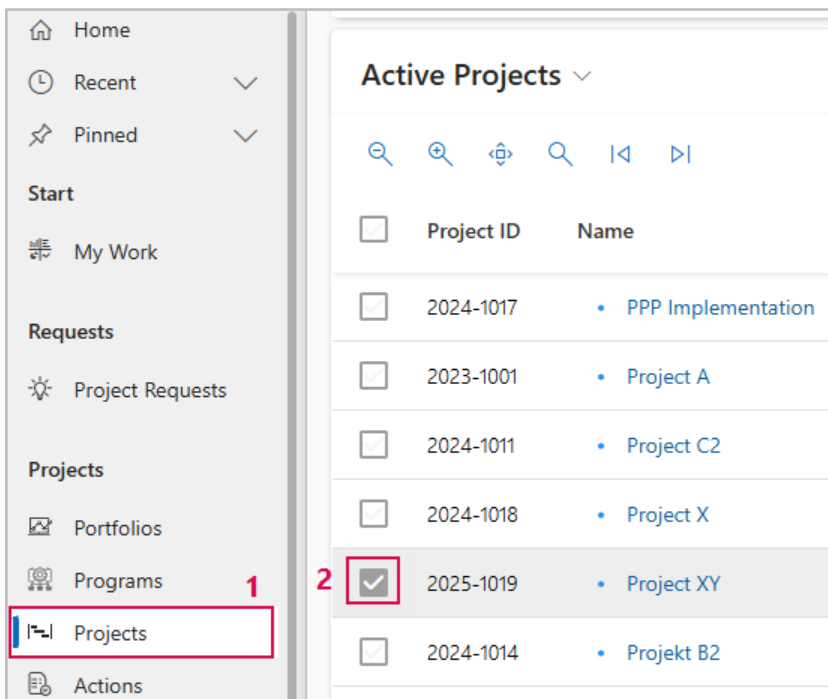 Home
Recent
Pinned
Start
My Work
Requests
Project Requests
Projects
Portfolios
Programs
1
Projects
Actions
Active Projects
Project ID Name
2024-1017 • PPP Implementation
2023-1001 • Project A
2024-1011 • Project C2
2024-1018 • Project X
2 2025-1019 • Project XY
2024-1014 • Projekt B2